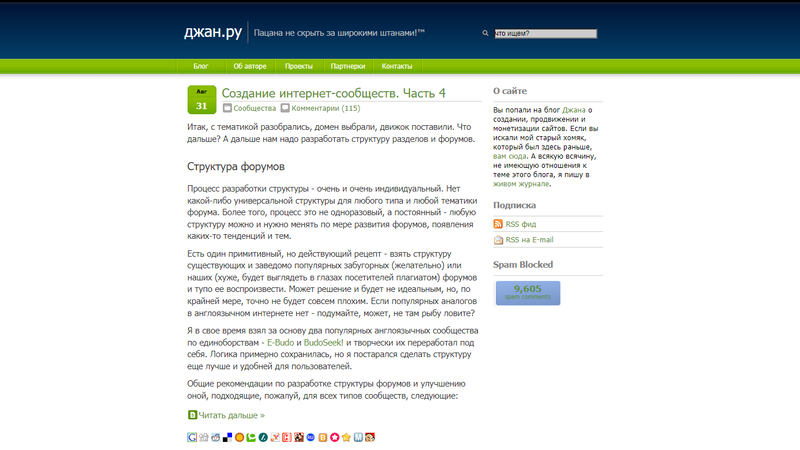 джан.ру
Пацана не скрыть за широкими штанами!™
что ищем?
Блог
Об авторе
Проекты
Партнерки
Контакты
Авг
31
Создание интернет-сообществ. Часть 4
Сообщества
Комментарии (115)
Итак, с тематикой разобрались, домен выбрали, движок поставили. Что
дальше? А дальше нам надо разработать структуру разделов и форумов.
Структура форумов
Процесс разработки структуры - очень и очень индивидуальный. Нет
какой-либо универсальной структуры для любого типа и любой тематики
форума. Более того, процесс это не одноразовый, а постоянный - любую
структуру можно и нужно менять по мере развития форумов, появления
каких-то тенденций и тем.
Есть один примитивный, но действующий рецепт - взять структуру
существующих и заведомо популярных забугорных (желательно) или
наших (хуже, будет выглядеть в глазах посетителей плагиатом) форумов
и тупо ее воспроизвести. Может решение и будет не идеальным, но, по
крайней мере, точно не будет совсем плохим. Если популярных аналогов
в англоязычном интернете нет - подумайте, может, не там рыбу ловите?
Я в свое время взял за основу два популярных англоязычных сообщества
по единоборствам - E-Budo и BudoSeek! и творчески их переработал под
себя. Логика примерно сохранилась, но я постарался сделать структуру
еще лучше и удобней для пользователей.
Общие рекомендации по разработке структуры форумов и улучшению
оной, подходящие, пожалуй, для всех типов сообществ, следующие:
Читать дальше »
О сайте
Вы попали на блог Джана о
создании, продвижении и
монетизации сайтов. Если вы
искали мой старый хомяк,
который был здесь раньше,
вам сюда. А всякую всячину,
не имеющую отношения к
теме этого блога, я пишу в
живом журнале.
Подписка
RSS фид
RSS на E-mail
Spam Blocked
9,605
spam comments